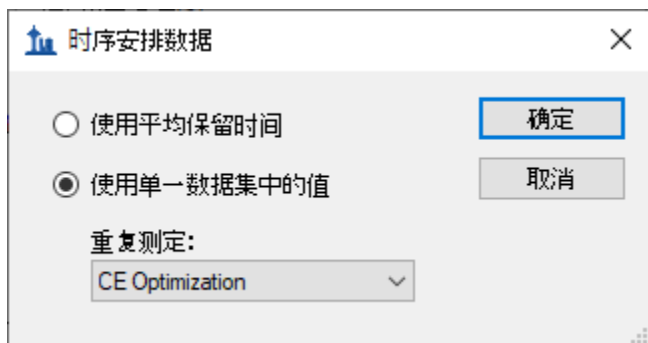 时序安排数据
使用平均保留时间
确定
使用单一数据集中的值
取消
重复测定:
CE Optimization